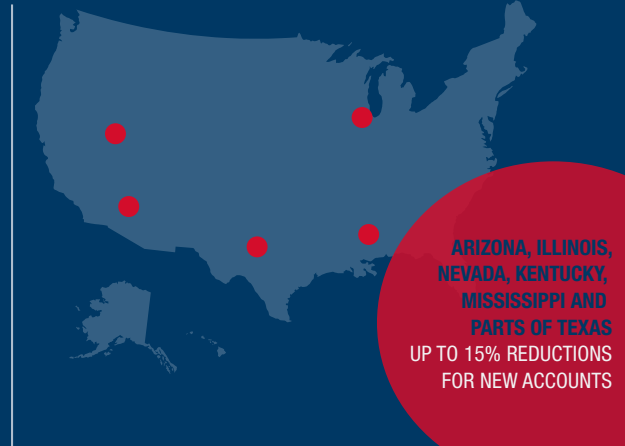 ARIZONA, ILLINOIS,
NEVADA, KENTUCKY,
MISSISSIPPI AND
PARTS OF TEXAS
UP TO 15% REDUCTIONS
FOR NEW ACCOUNTS